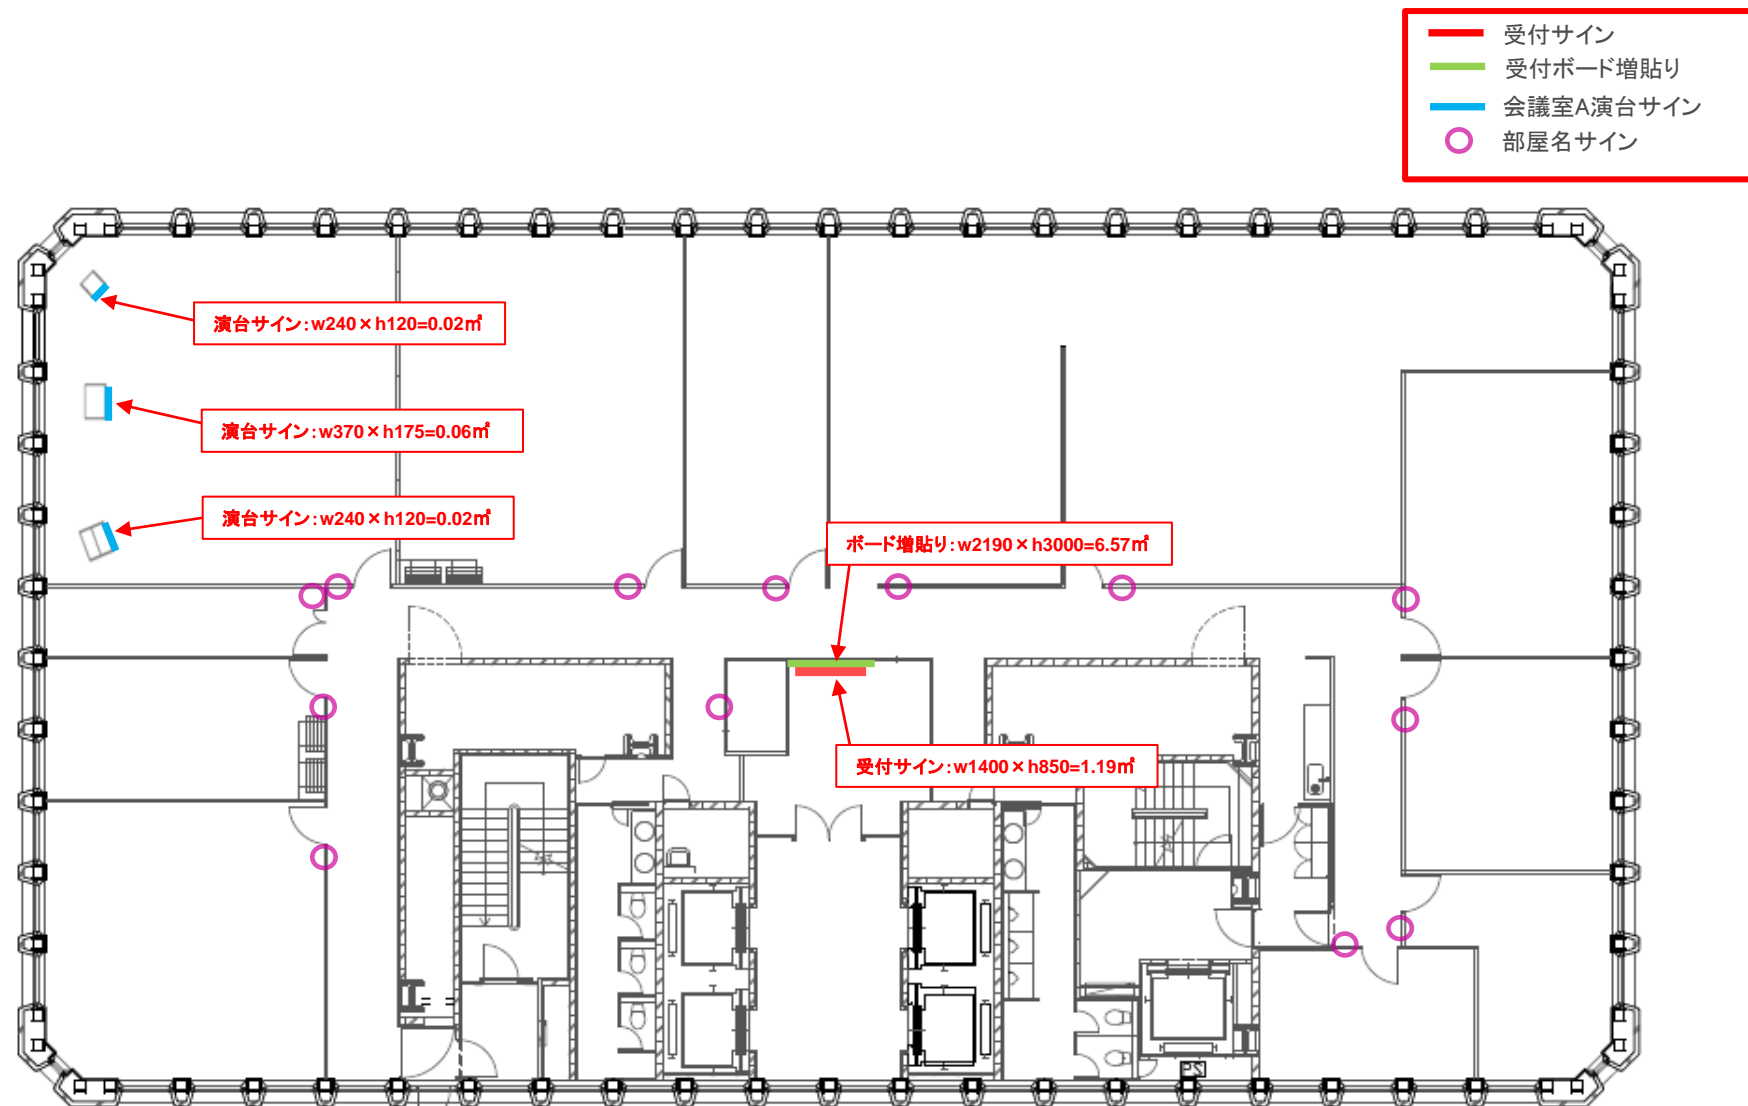 受付サイン
受付ボード増貼り
会議室A演台サイン
部屋名サイン
演台サイン:w240×h120=0.02㎡
演台サイン:w370×h175=0.06㎡
演台サイン:w240×h120=0.02㎡
ボード増貼り:w2190×h3000=6.57㎡
受付サイン:w1400×h850=1.19㎡